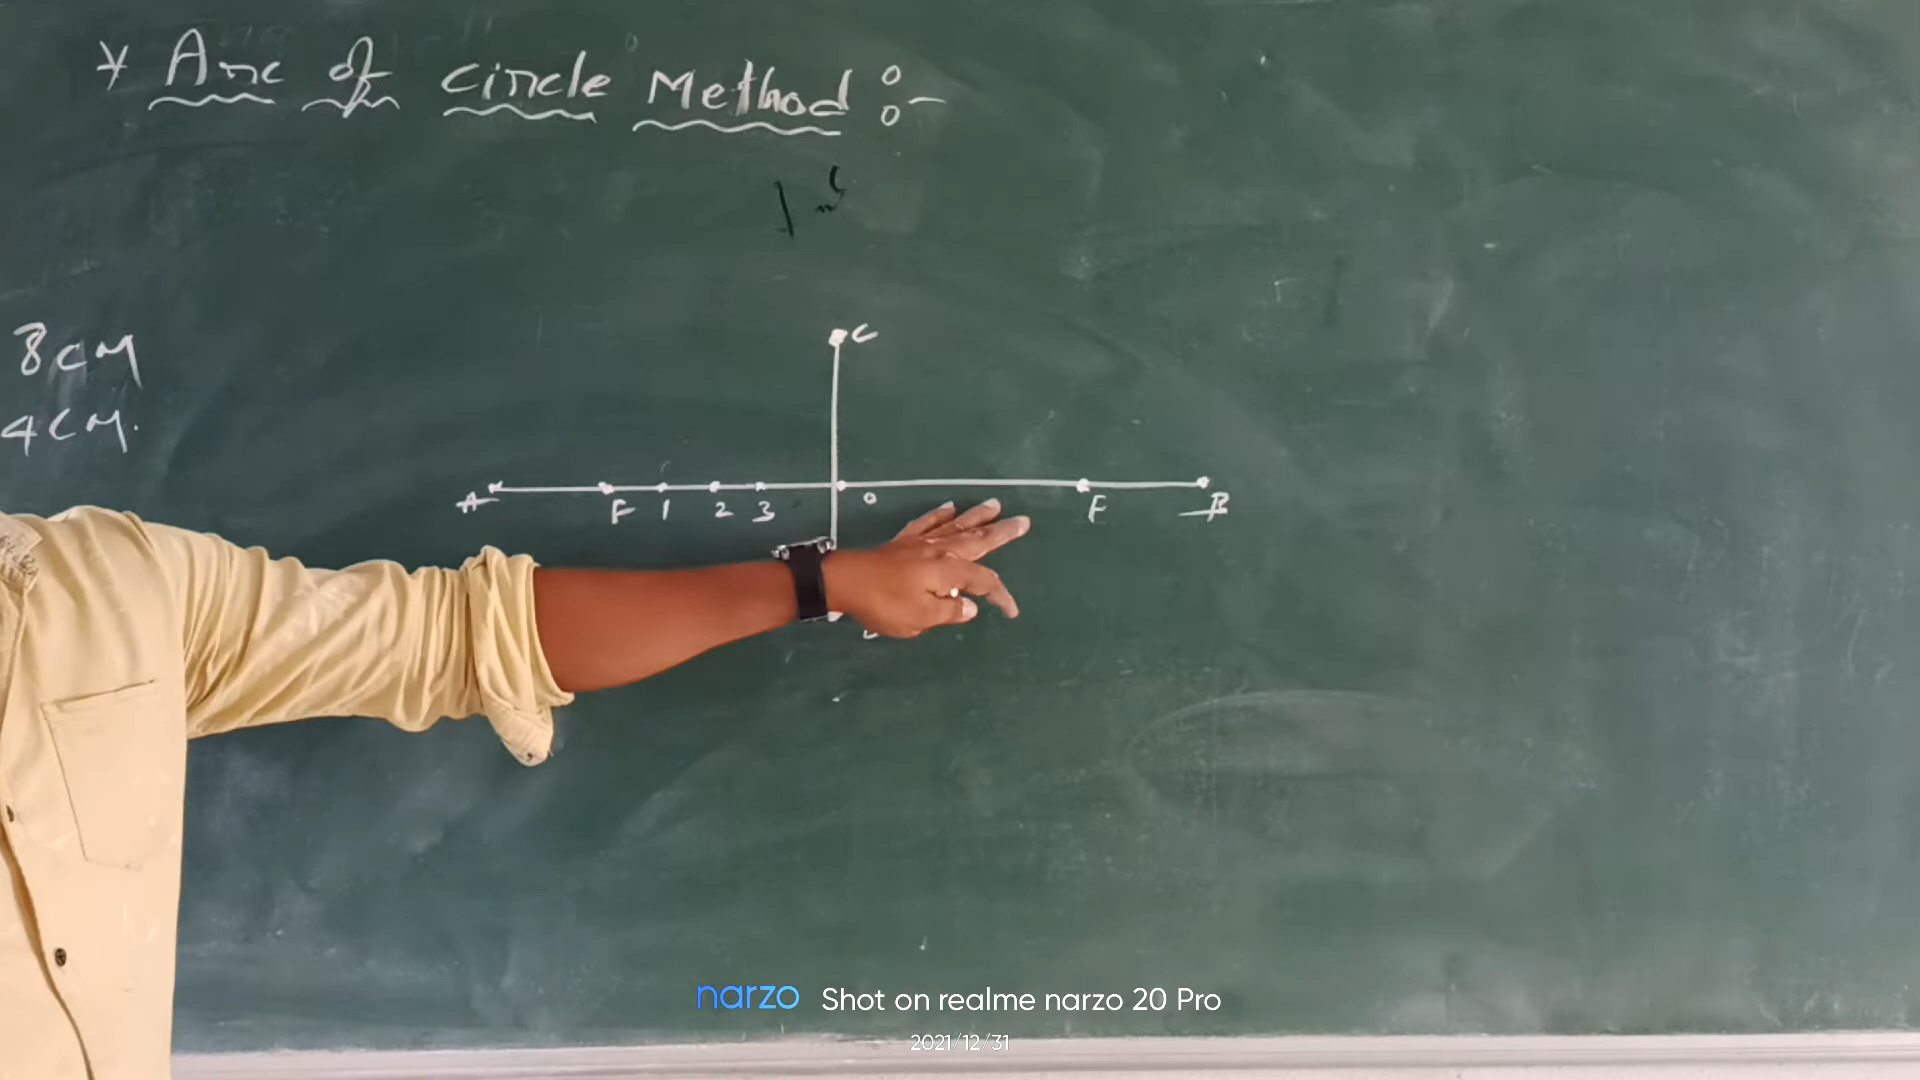 * Arc of circle Method :-
8cm
4cm.
C
A F 1 2 3 O F B
narzo Shot on realme narzo 20 Pro
2021/12/31